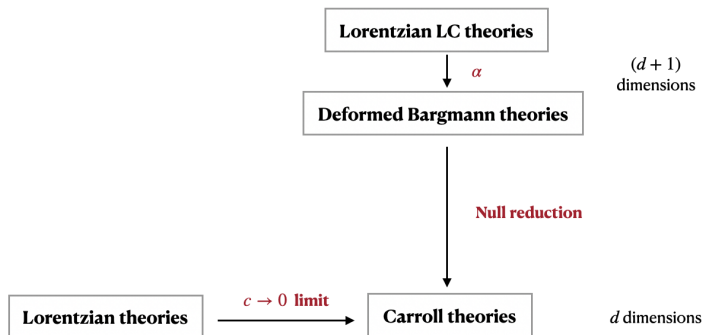 Lorentzian LC theories
α
(d + 1)
dimensions
Deformed Bargmann theories
Null reduction
c → 0 limit
Lorentzian theories
Carroll theories
d dimensions